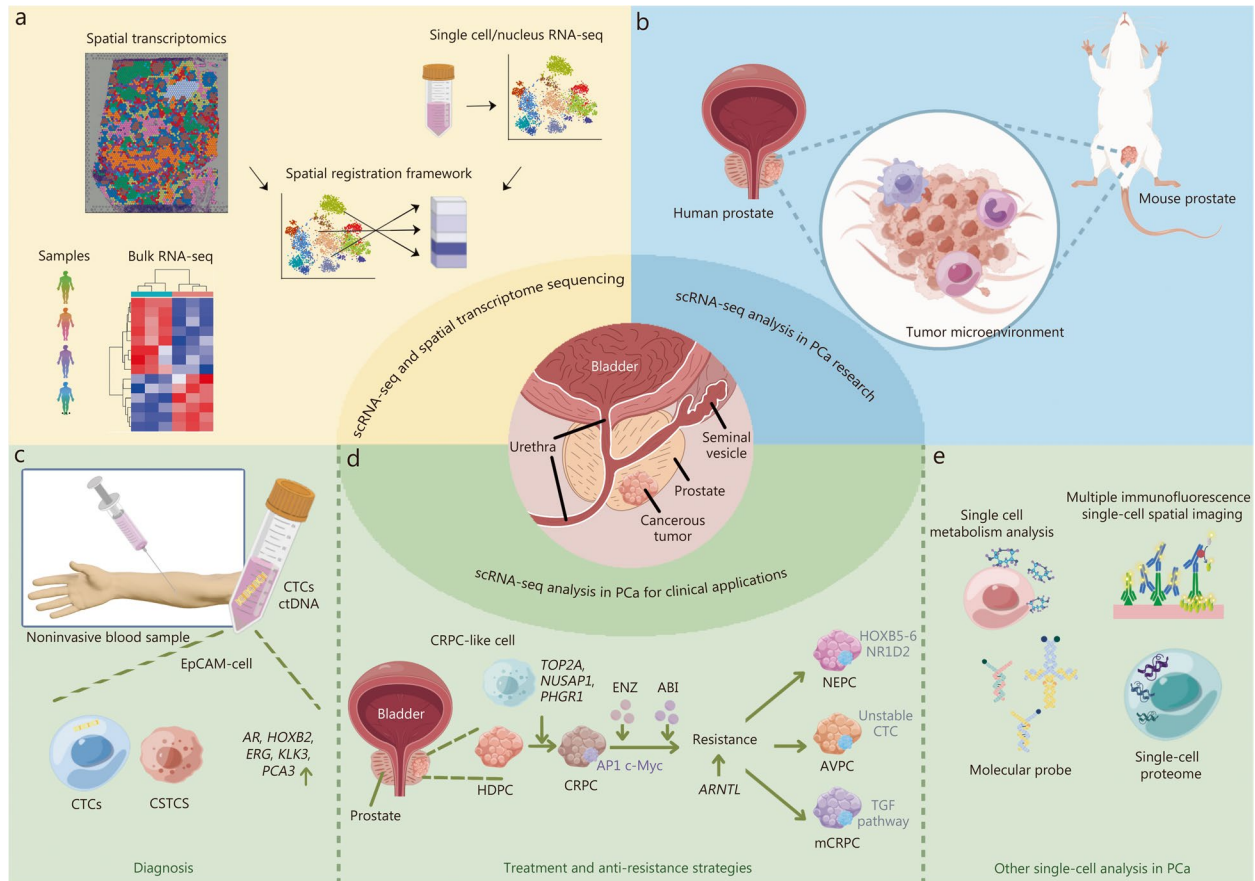 a
Spatial transcriptomics
Single cell/nucleus RNA-seq
Spatial registration framework
Samples
Bulk RNA-seq
scRNA-seq and spatial transcriptome sequencing
b
Human prostate
Mouse prostate
Tumor microenvironment
scRNA-seq analysis in PCa research
Bladder
Urethra
Seminal
vesicle
Prostate
Cancerous
tumor
scRNA-seq analysis in PCa for clinical applications
c
CTCs
ctDNA
Noninvasive blood sample
EpCAM-cell
CTCs
CSTCS
AR, HOXB2,
ERG, KLK3,
PCA3
Diagnosis
d
CRPC-like cell
TOP2A,
NUSAP1,
PHGR1
Bladder
Prostate
HDPC
CRPC
AP1 c-Myc
ENZ
ABI
Resistance
ARNTL
HOXB5-6
NR1D2
NEPC
Unstable
CTC
AVPC
TGF
pathway
mCRPC
Treatment and anti-resistance strategies
e
Single cell
metabolism analysis
Multiple immunofluorescence
single-cell spatial imaging
Molecular probe
Single-cell
proteome
Other single-cell analysis in PCa